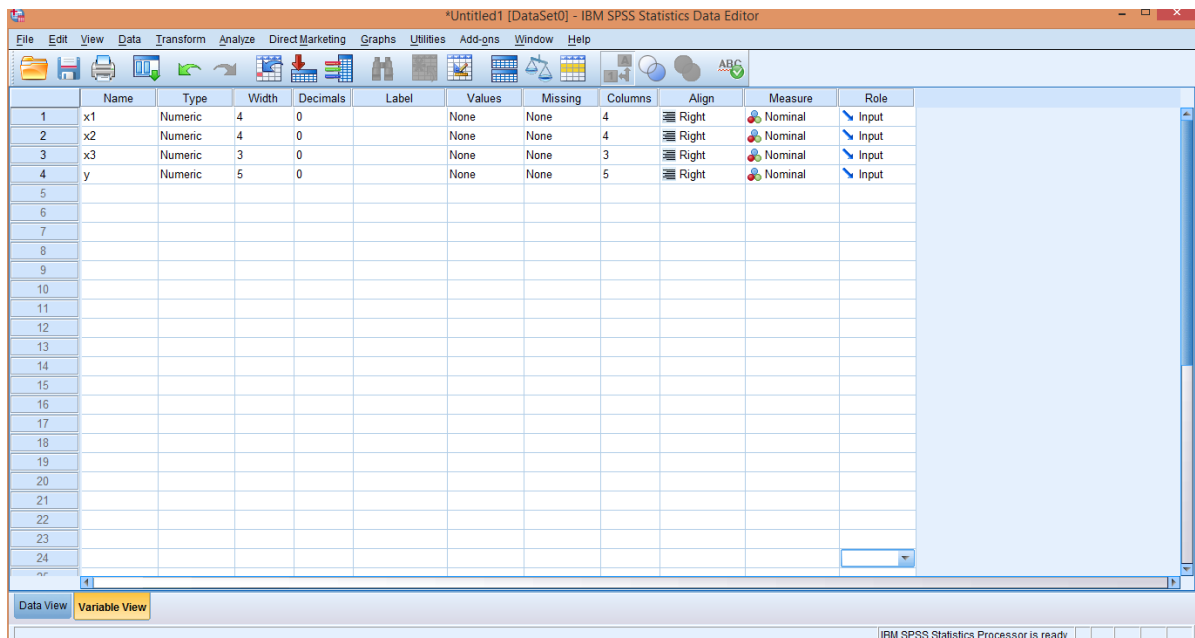 *Untitled1 [DataSet0] - IBM SPSS Statistics Data Editor
File Edit View Data Transform Analyze Direct Marketing Graphs Utilities Add-ons Window Help
Name Type Width Decimals Label Values Missing Columns Align Measure Role
1 x1 Numeric 4 0 None None 4 Right Nominal Input
2 x2 Numeric 4 0 None None 4 Right Nominal Input
3 x3 Numeric 3 0 None None 3 Right Nominal Input
4 y Numeric 5 0 None None 5 Right Nominal Input
5
6
7
8
9
10
11
12
13
14
15
16
17
18
19
20
21
22
23
24
Data View Variable View
IBM SPSS Statistics Processor is ready